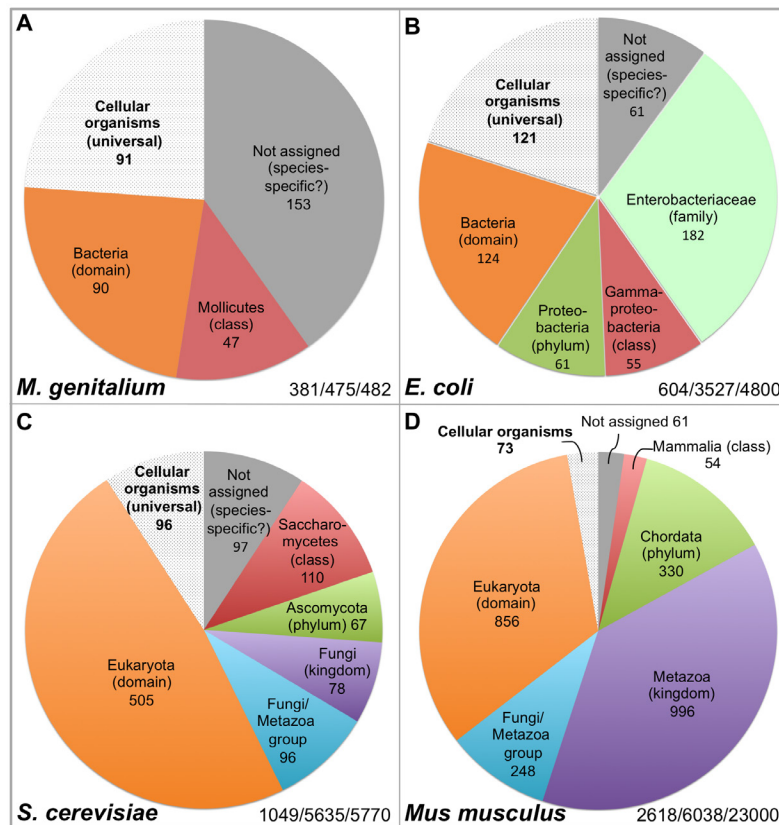 A
Cellular
organisms
(universal)
91
Not assigned
(species-
specific?)
153
Bacteria
(domain)
90
Mollicutes
(class)
47
M. genitalium
381/475/482
B
Not
assigned
(species-
specific?)
61
Cellular
organisms
(universal)
121
Enterobacteriaceae
(family)
182
Bacteria
(domain)
124
Proteo-
bacteria
(phylum)
61
Gamma-
proteo-
bacteria
(class)
55
E. coli
604/3527/4800
C
Cellular
organisms
(universal)
96
Not
assigned
(species-
specific?)
97
Saccharo-
mycetes
(class)
110
Ascomycota
(phylum) 67
Fungi
(kingdom)
78
Fungi/
Metazoa
group
96
Eukaryota
(domain)
505
S. cerevisiae
1049/5635/5770
D
Cellular organisms
73
Not assigned 61
Mammalia (class)
54
Chordata
(phylum)
330
Eukaryota
(domain)
856
Metazoa
(kingdom)
996
Fungi/
Metazoa
group
248
Mus musculus
2618/6038/23000